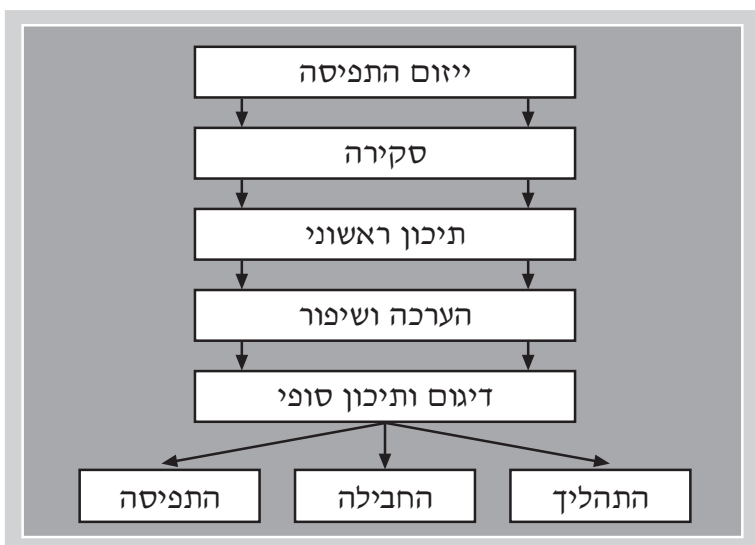 ייזום התפיסה
סקירה
תיכון ראשוני
הערכה ושיפור
דיגום ותיכון סופי
התהליך
החבילה
התפיסה